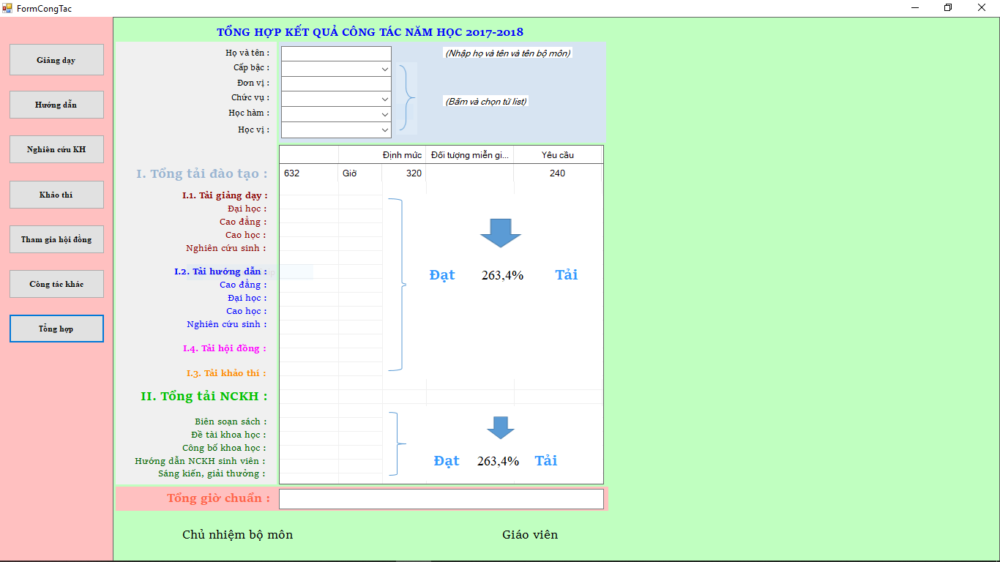 FormCongTac
Giảng dạy
Hướng dẫn
Nghiên cứu KH
Khảo thí
Tham gia hội đồng
Công tác khác
Tổng hợp
TỔNG HỢP KẾT QUẢ CÔNG TÁC NĂM HỌC 2017-2018
Họ và tên :
(Nhập họ và tên và tên bộ môn)
Cấp bậc :
Đơn vị :
Chức vụ :
(Bấm và chọn từ list)
Học hàm :
Học vị :
Định mức Đối tượng miễn gi... Yêu cầu
I. Tổng tải đào tạo : 632 Giờ 320 240
I.1. Tải giảng dạy :
Đại học :
Cao đẳng :
Cao học :
Nghiên cứu sinh :
I.2. Tải hướng dẫn :
Đạt 263,4% Tải
Cao đẳng :
Đại học :
Cao học :
Nghiên cứu sinh :
I.4. Tải hội đồng :
I.3. Tải khảo thí :
II. Tổng tải NCKH :
Biên soạn sách :
Đề tài khoa học :
Công bố khoa học :
Hướng dẫn NCKH sinh viên :
Đạt 263,4% Tải
Sáng kiến, giải thưởng :
Tổng giờ chuẩn :
Chủ nhiệm bộ môn Giáo viên